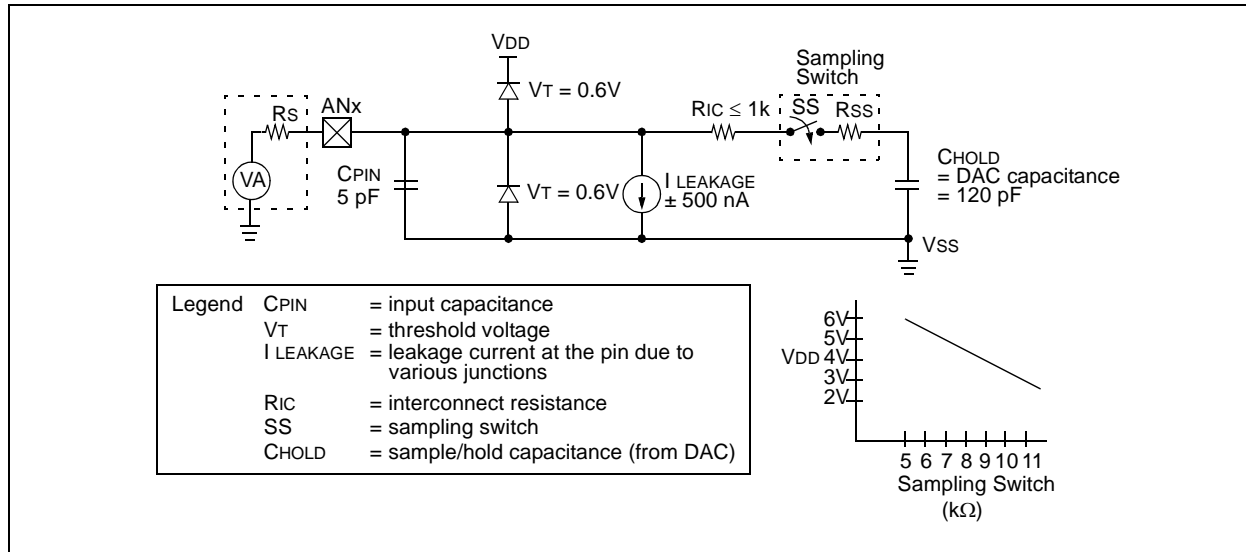 VDD
Sampling
Switch
VT = 0.6V
RS
ANx
RIC ≤ 1k
SS
RSS
VA
CPIN
5 pF
VT = 0.6V
I LEAKAGE
± 500 nA
CHOLD
= DAC capacitance
= 120 pF
VSS
Legend CPIN = input capacitance
VT = threshold voltage
I LEAKAGE = leakage current at the pin due to
various junctions
RIC = interconnect resistance
SS = sampling switch
CHOLD = sample/hold capacitance (from DAC)
6V
5V
VDD 4V
3V
2V
5 6 7 8 9 10 11
Sampling Switch
(kΩ)